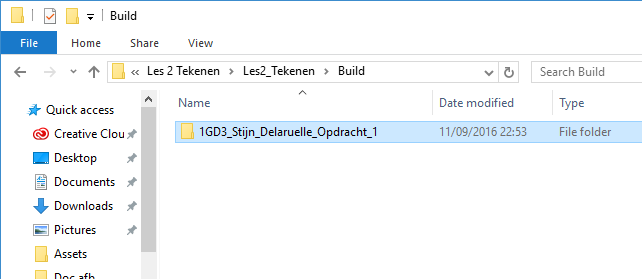 Build
File Home Share View
« Les 2 Tekenen > Les2_Tekenen > Build Search Build
Name Date modified Type
Quick access
Creative Clou
Desktop
Documents
Downloads
Pictures
Assets
Doc afb
1GD3_Stijn_Delaruelle_Opdracht_1 11/09/2016 22:53 File folder